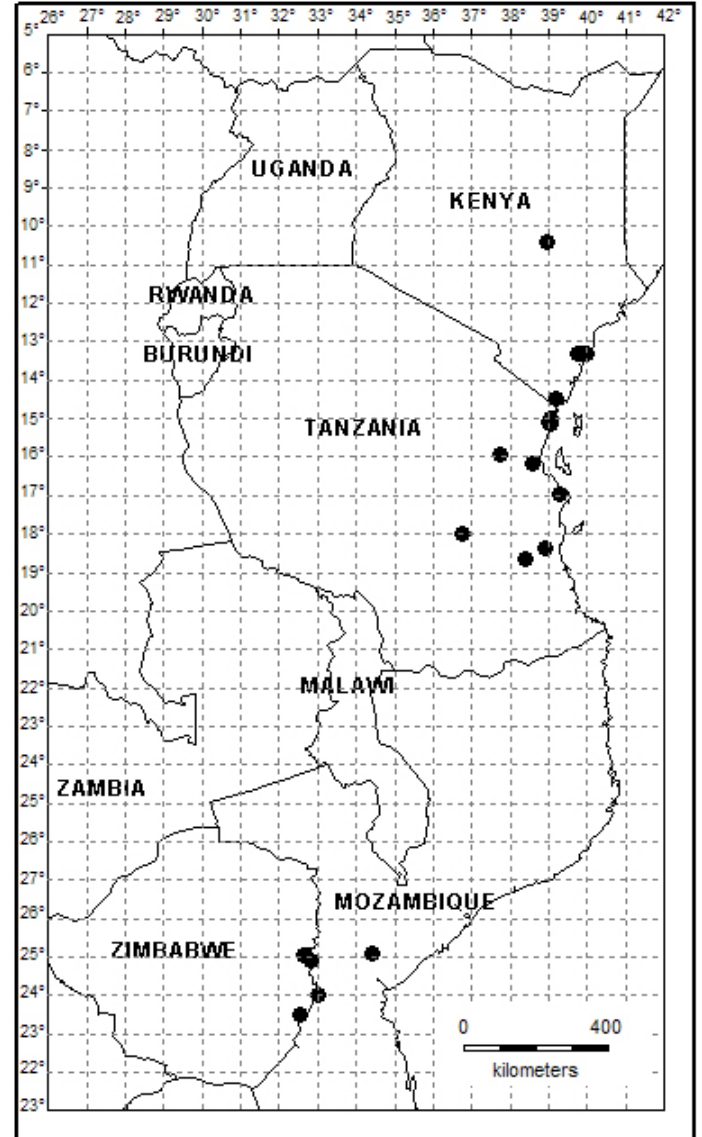 26° 27° 28° 29° 30° 31° 32° 33° 34° 35° 36° 37° 38° 39° 40° 41° 42°
5°
6°
7°
8°
UGANDA
9°
KENYA
10°
11°
RWANDA
12°
13°
BURUNDI
14°
15°
TANZANIA
16°
17°
18°
19°
20°
21°
22°
MALAWI
23°
24°
ZAMBIA
25°
26°
27°
MOZAMBIQUE
26°
ZIMBABWE
25°
24°
23°
0 400
kilometers
22°
23°